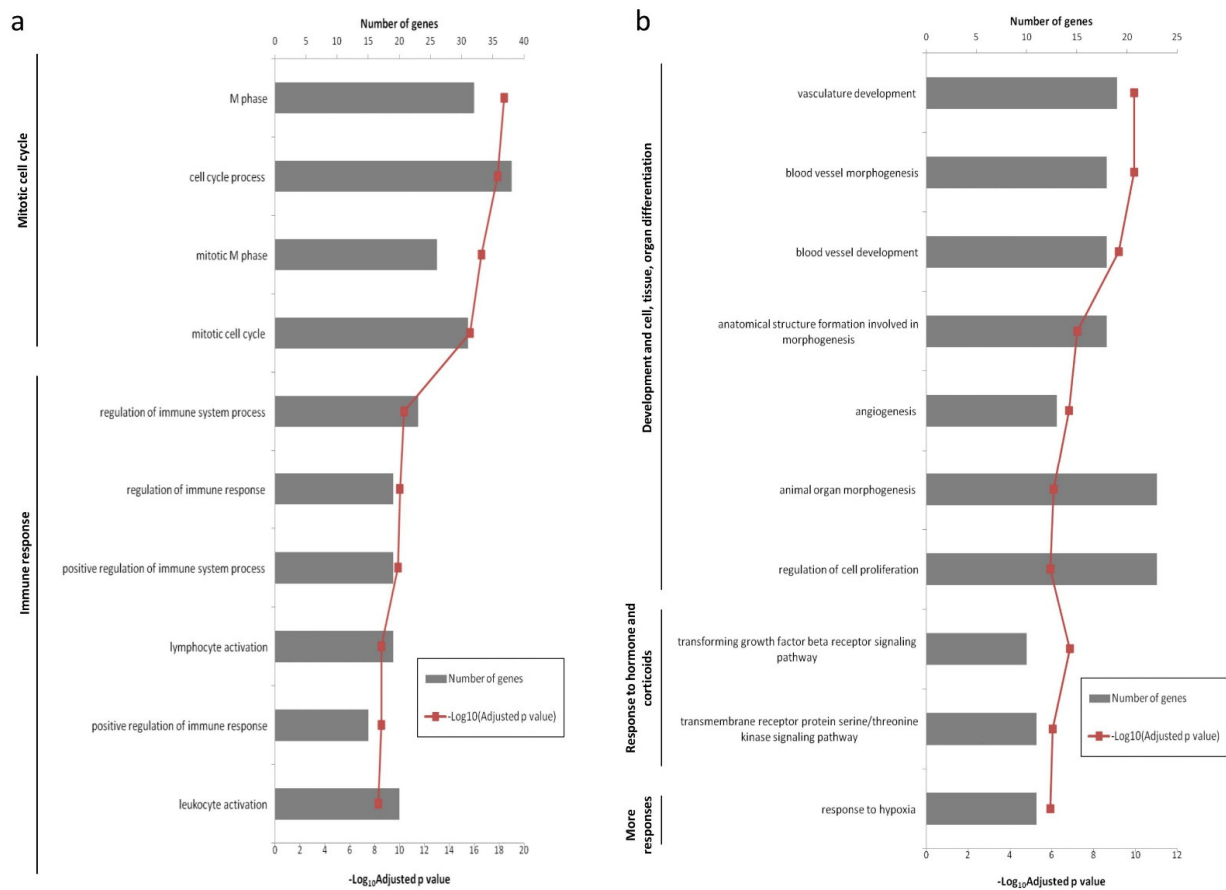 a
Number of genes
0 5 10 15 20 25 30 35 40
Mitotic cell cycle
M phase
cell cycle process
mitotic M phase
mitotic cell cycle
Immune response
regulation of immune system process
regulation of immune response
positive regulation of immune system process
lymphocyte activation
positive regulation of immune response
leukocyte activation
Number of genes
-Log10(Adjusted p value)
0 2 4 6 8 10 12 14 16 18 20
-Log10Adjusted p value
b
Number of genes
0 5 10 15 20 25
Development and cell, tissue, organ differentiation
vasculature development
blood vessel morphogenesis
blood vessel development
anatomical structure formation involved in
morphogenesis
angiogenesis
animal organ morphogenesis
regulation of cell proliferation
Response to hormone and
corticoids
transforming growth factor beta receptor signaling
pathway
transmembrane receptor protein serine/threonine
kinase signaling pathway
More
responses
response to hypoxia
Number of genes
-Log10(Adjusted p value)
0 2 4 6 8 10 12
-Log10Adjusted p value